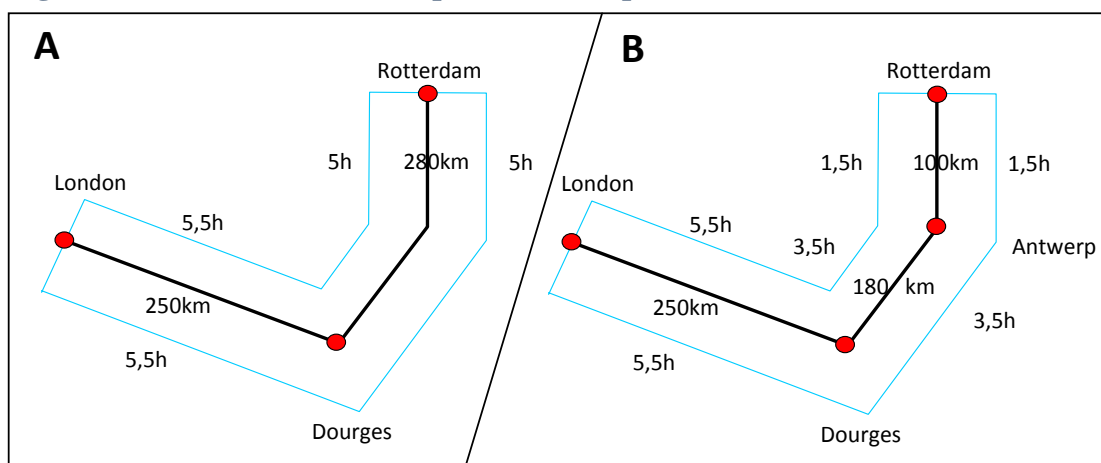 A
Rotterdam
5h
280km
5h
London
5,5h
250km
5,5h
Dourges
B
Rotterdam
1,5h
100km
1,5h
London
5,5h
3,5h
Antwerp
180 km
250km
3,5h
5,5h
Dourges